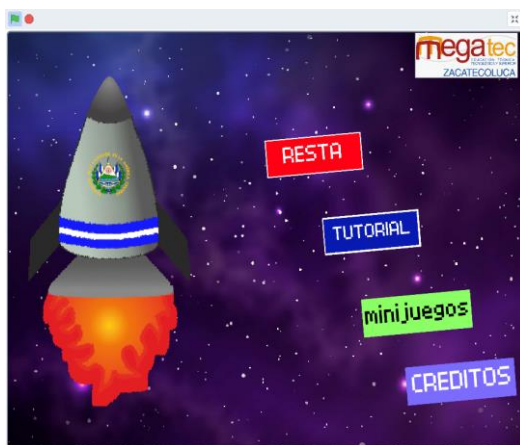 megatec
ZACATECOLUCA
RESTA
TUTORIAL
minijuegos
CREDITOS